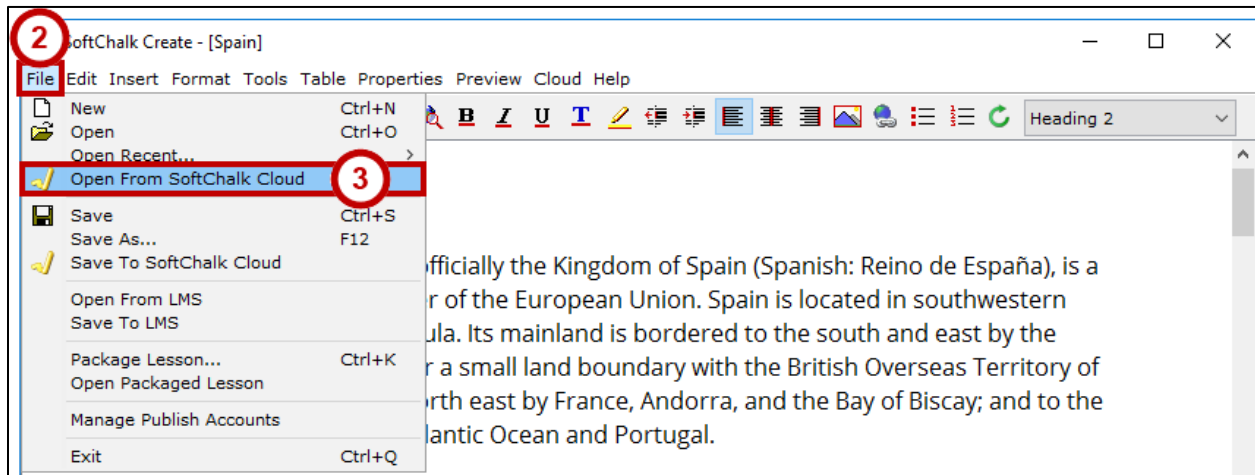 2
SoftChalk Create - [Spain]
File Edit Insert Format Tools Table Properties Preview Cloud Help
New Ctrl+N
B I U T Heading 2
Open Ctrl+O
Open Recent...
Open From SoftChalk Cloud 3
Save Ctrl+S
Save As... F12
Save To SoftChalk Cloud
Open From LMS
Save To LMS
Package Lesson... Ctrl+K
Open Packaged Lesson
Manage Publish Accounts
Exit Ctrl+Q
officially the Kingdom of Spain (Spanish: Reino de España), is a
r of the European Union. Spain is located in southwestern
ula. Its mainland is bordered to the south and east by the
r a small land boundary with the British Overseas Territory of
rth east by France, Andorra, and the Bay of Biscay; and to the
lantic Ocean and Portugal.